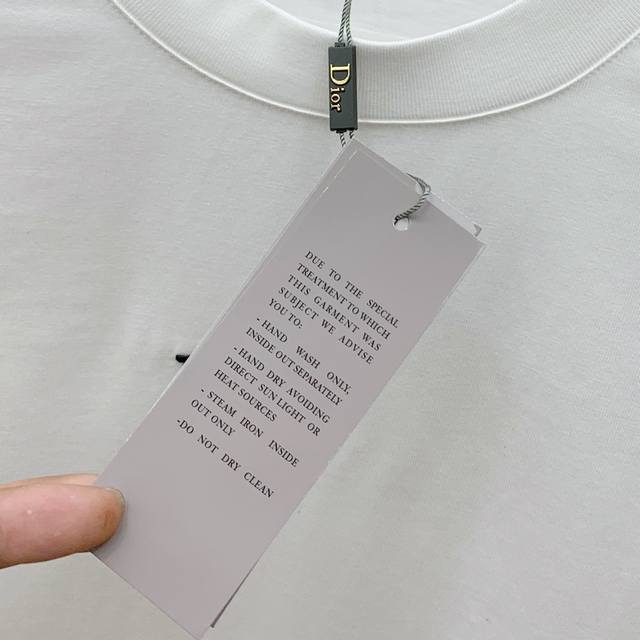 Dior
DUE TO THE SPECIAL
TREATMENT TO WHICH
THIS GARMENT WAS
SUBJECT WE ADVISE
YOU TO:
- HAND WASH ONLY
INSIDE OUT SEPARATELY
- HAND DRY AVOIDING
DIRECT SUN LIGHT OR
HEAT SOURCES
- STEAM IRON INSIDE
OUT ONLY
-DO NOT DRY CLEAN